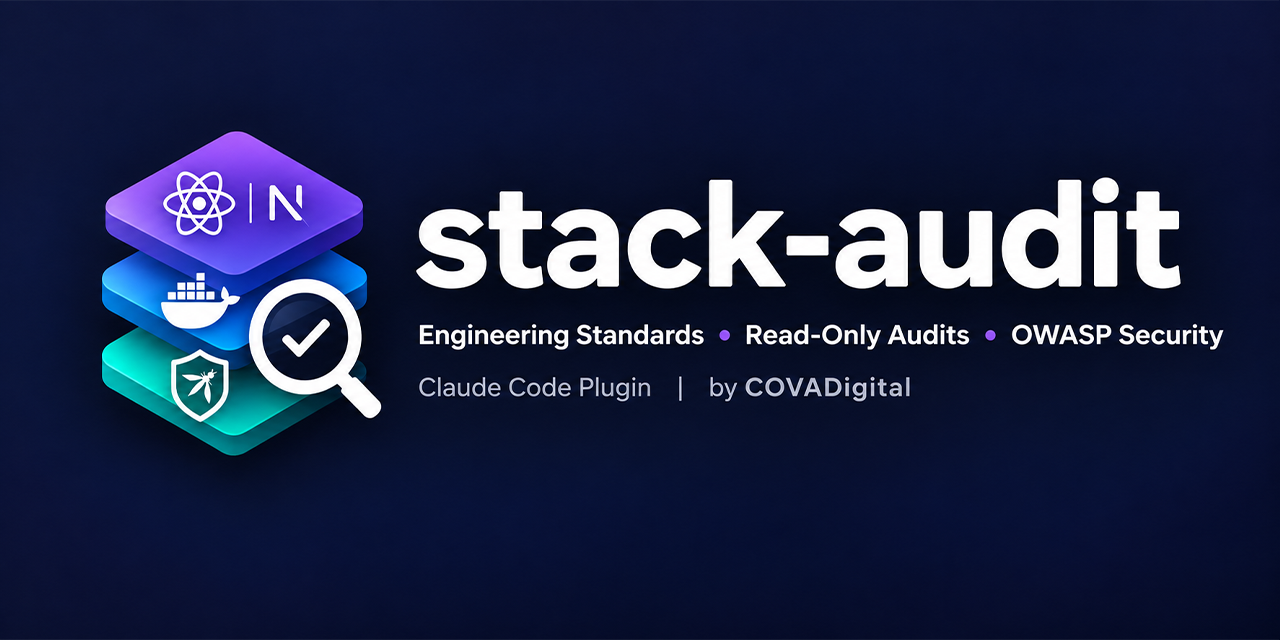 N
stack-audit
Engineering Standards • Read-Only Audits • OWASP Security
Claude Code Plugin | by COVADigital